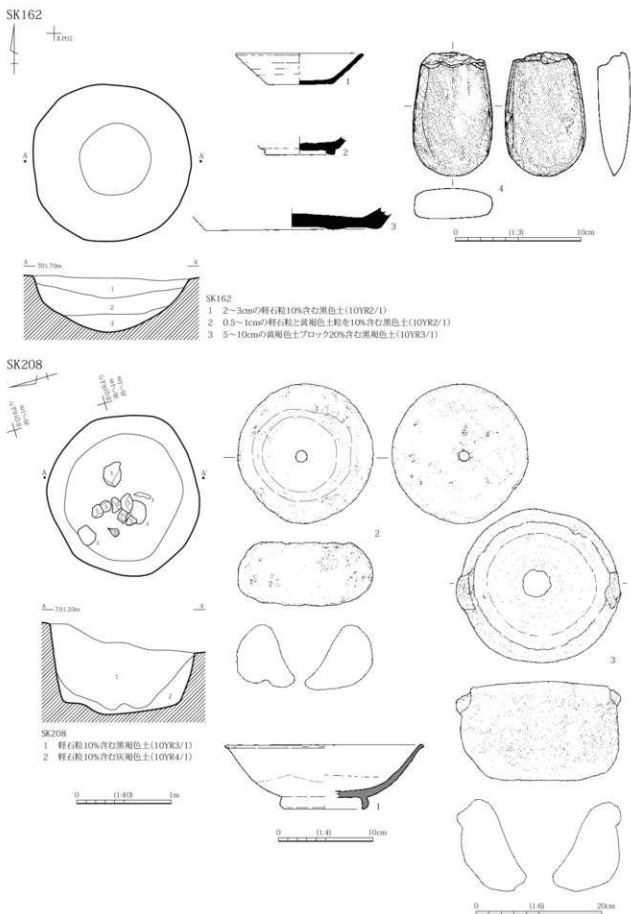 SK162
A
A'
A
701.70m
A'
1
2
3
SK162
1 2〜3cmの軽石粒10%含む黒色土(10YR2/1)
2 0.5〜1cmの軽石粒と黄褐色土粒を10%含む黒色土(10YR2/1)
3 5〜10cmの黄褐色土ブロック20%含む黒褐色土(10YR3/1)
1
2
3
4
0 (1:3) 10cm
SK208
A
A'
2
3
A
701.20m
A'
1
2
SK208
1 軽石粒10%含む黒褐色土(10YR3/1)
2 軽石粒10%含む灰褐色土(10YR4/1)
0 (1:40) 1m
2
1
0 (1:4) 10cm
3
0 (1:6) 20cm